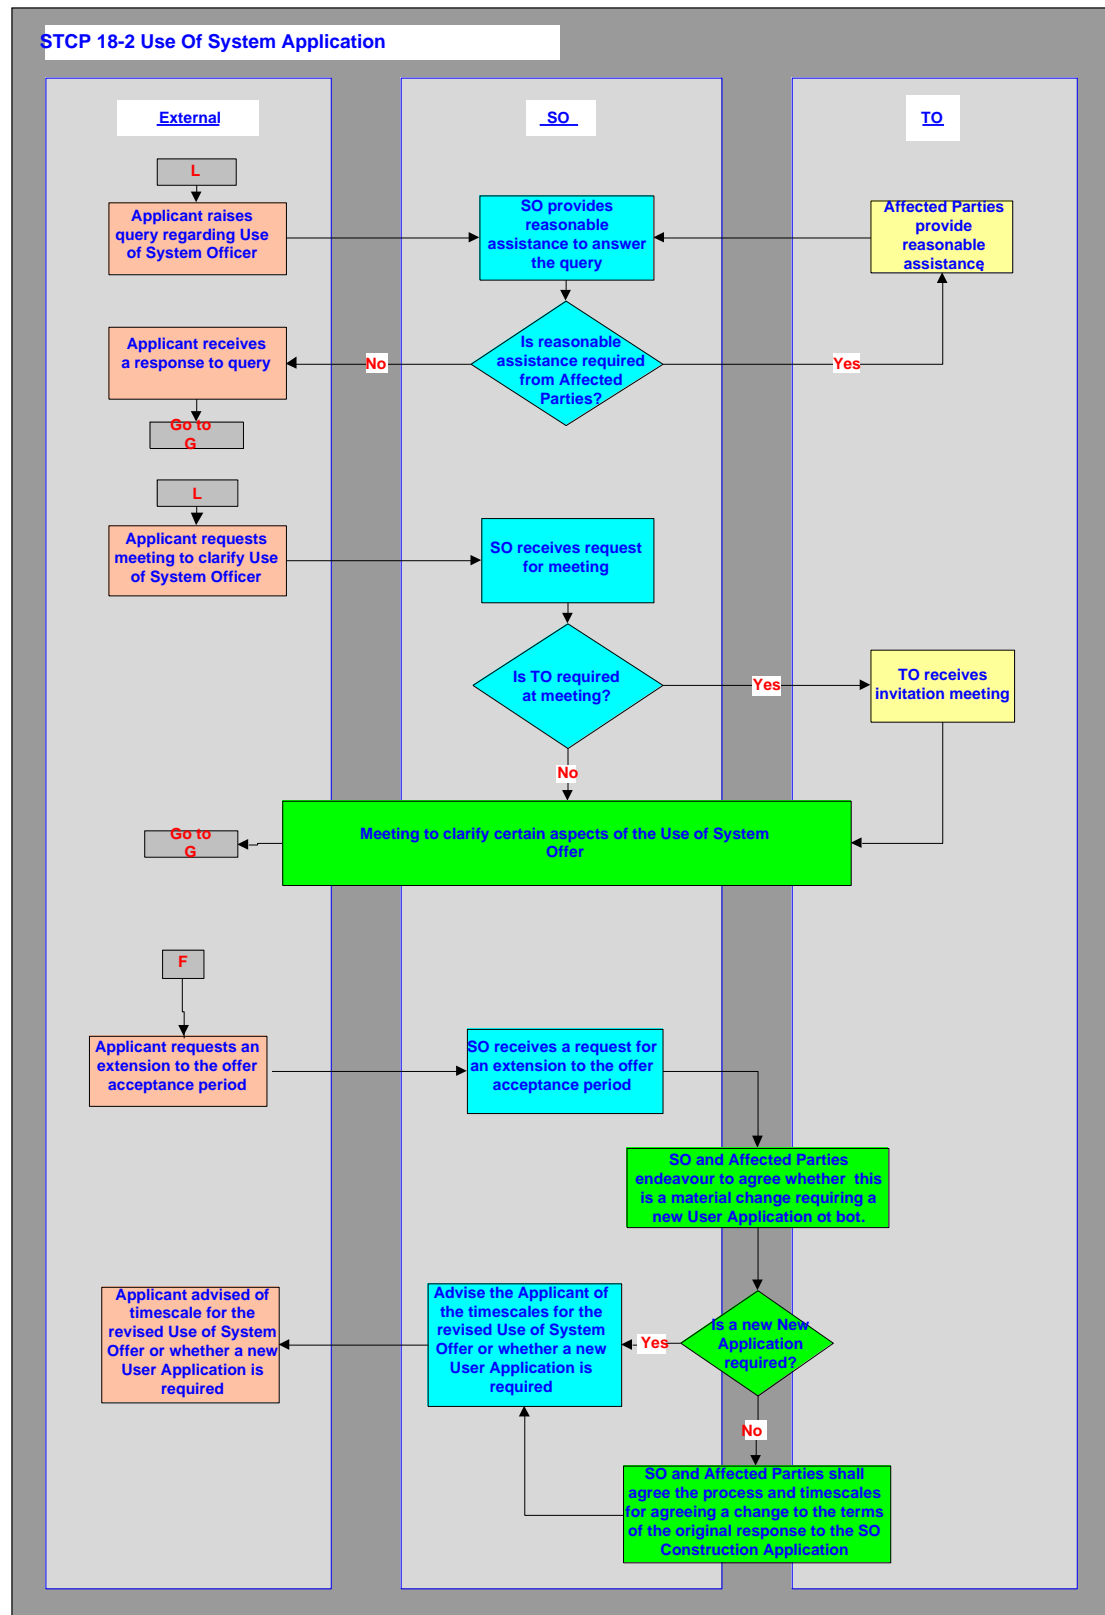 STCP 18-2 Use Of System Application
External
SO
TO
L
Applicant raises
query regarding Use
of System Officer
SO provides
reasonable
assistance to answer
the query
Affected Parties
provide
reasonable
assistance
Applicant receives
a response to query
No
Is reasonable
assistance required
from Affected
Parties?
Yes
Go to
G
L
Applicant requests
meeting to clarify Use
of System Officer
SO receives request
for meeting
Is TO required
at meeting?
Yes
TO receives
invitation meeting
No
Go to
G
Meeting to clarify certain aspects of the Use of System
Offer
F
Applicant requests an
extension to the offer
acceptance period
SO receives a request for
an extension to the offer
acceptance period
SO and Affected Parties
endeavour to agree whether  this
is a material change requiring a
new User Application ot bot.
Applicant advised of
timescale for the
revised Use of System
Offer or whether a new
User Application is
required
Advise the Applicant of
the timescales for the
revised Use of System
Offer or whether a new
User Application is
required
Yes
Is a new New
Application
required?
No
SO and Affected Parties shall
agree the process and timescales
for agreeing a change to the terms
of the original response to the SO
Construction Application